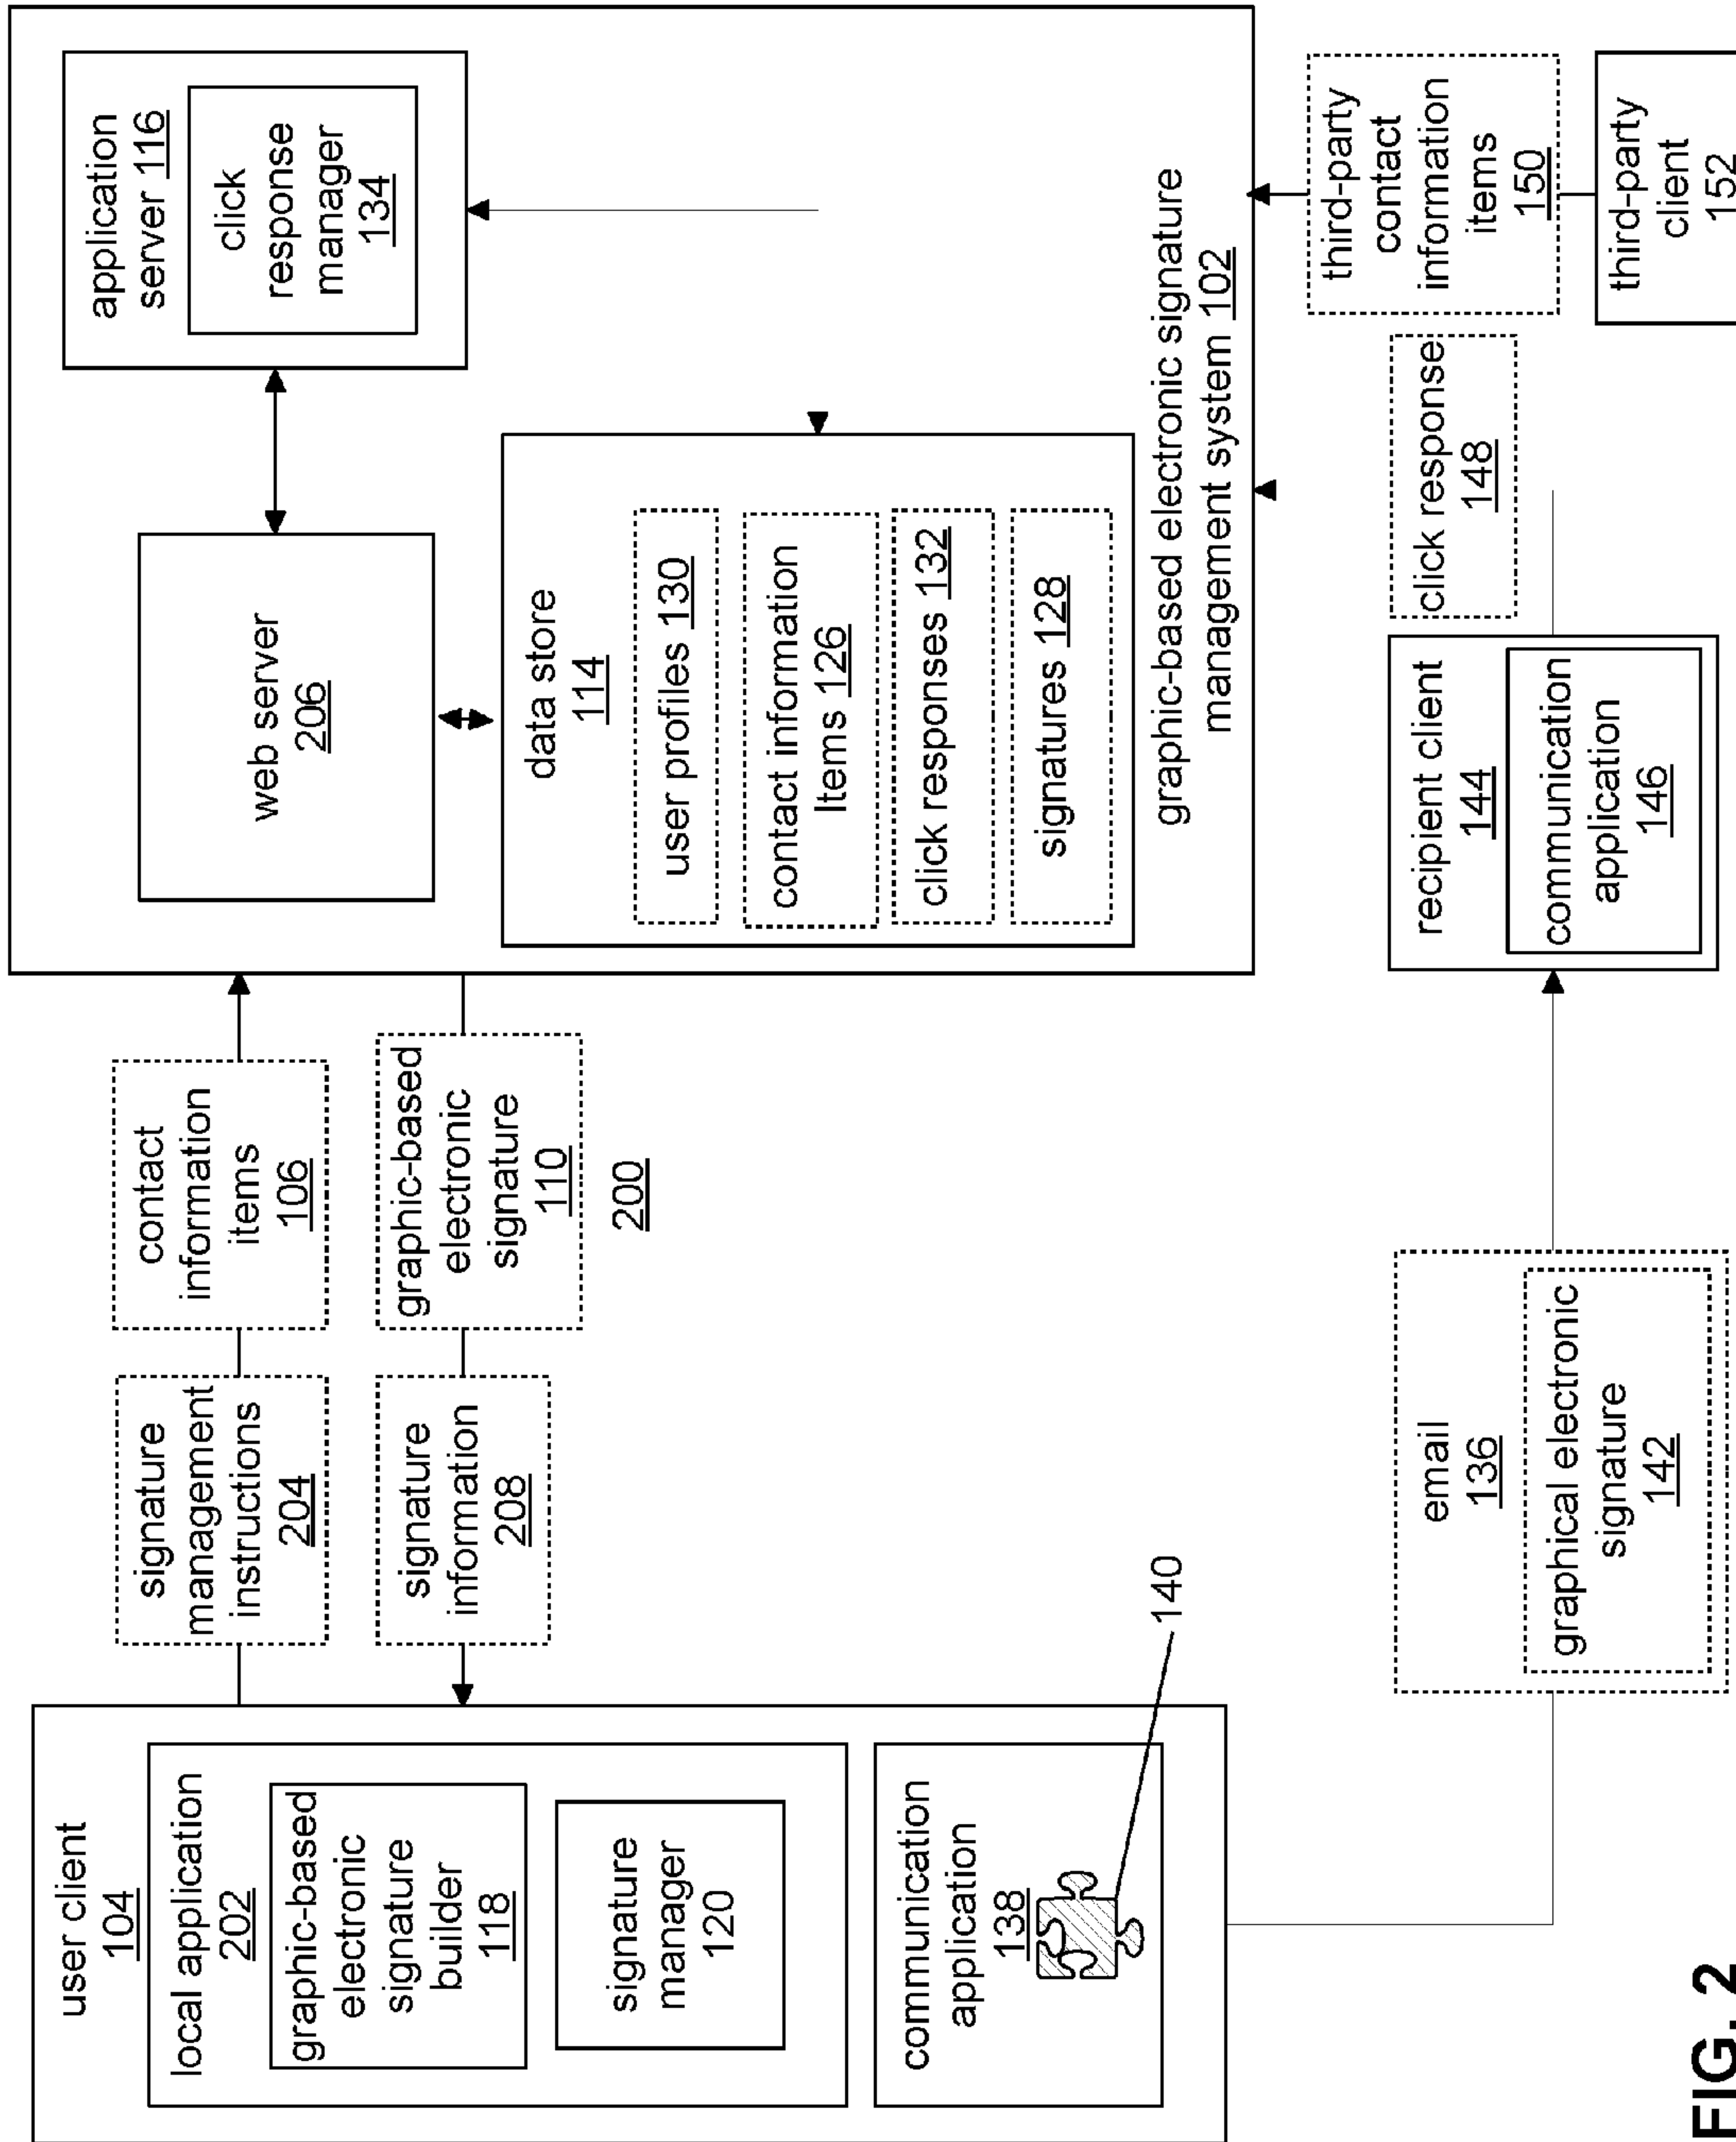 user client
104
local application
202
graphic-based
electronic
signature
builder
118
signature
manager
120
communication
application
138
140
signature
management
instructions
204
contact
information
items
106
signature
information
208
graphic-based
electronic
signature
110
200
web server
206
application
server 116
click
response
manager
134
data store
114
user profiles 130
contact information
Items 126
click responses 132
signatures 128
graphic-based electronic signature
management system 102
email
136
graphical electronic
signature
142
recipient client
144
communication
application
146
click response
148
third-party
contact
information
items
150
third-party
client
152
FIG. 2